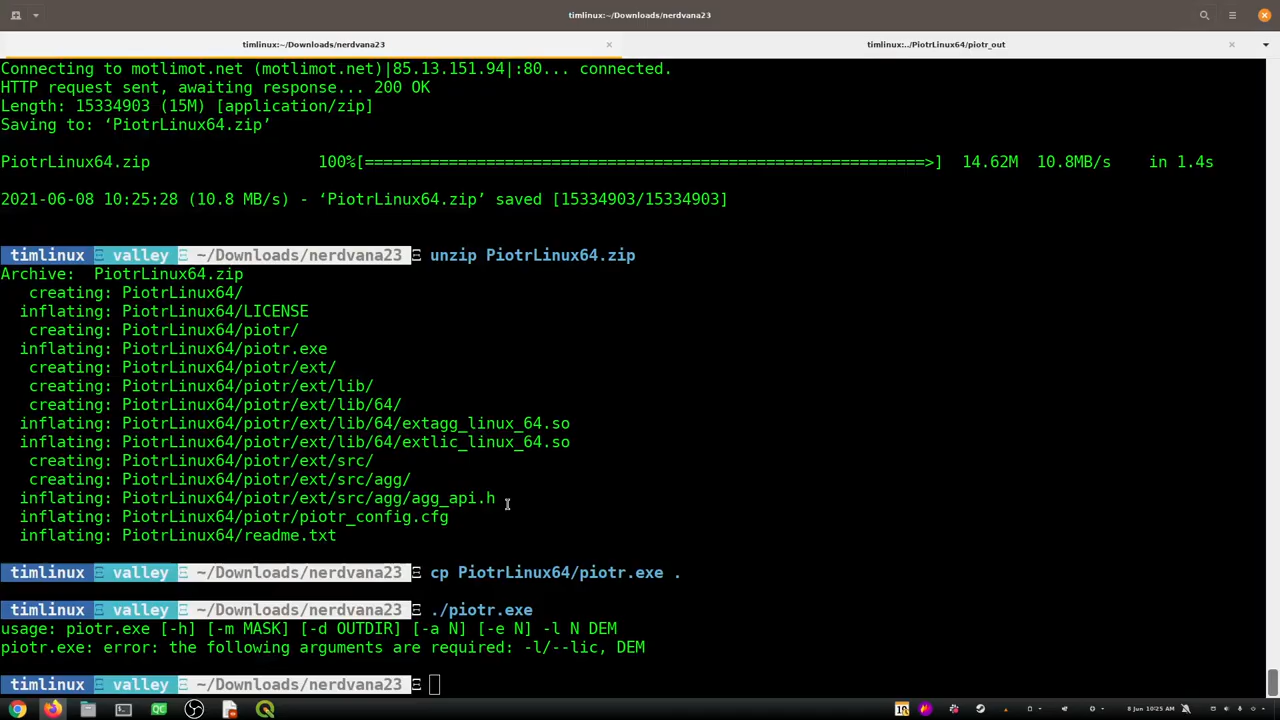 timlinux:~/Downloads/nerdvana23
timlinux:~/Downloads/nerdvana23
timlinux:../PiotrLinux64/piotr_out
Connecting to motlimot.net (motlimot.net)|85.13.151.94|:80... connected.
HTTP request sent, awaiting response... 200 OK
Length: 15334903 (15M) [application/zip]
Saving to: ‘PiotrLinux64.zip’
PiotrLinux64.zip 100%[============================================================>] 14.62M 10.8MB/s in 1.4s
2021-06-08 10:25:28 (10.8 MB/s) - ‘PiotrLinux64.zip’ saved [15334903/15334903]
timlinux Ξ valley Ξ ~/Downloads/nerdvana23 Ξ unzip PiotrLinux64.zip
Archive: PiotrLinux64.zip
creating: PiotrLinux64/
inflating: PiotrLinux64/LICENSE
creating: PiotrLinux64/piotr/
inflating: PiotrLinux64/piotr.exe
creating: PiotrLinux64/piotr/ext/
creating: PiotrLinux64/piotr/ext/lib/
creating: PiotrLinux64/piotr/ext/lib/64/
inflating: PiotrLinux64/piotr/ext/lib/64/extagg_linux_64.so
inflating: PiotrLinux64/piotr/ext/lib/64/extlic_linux_64.so
creating: PiotrLinux64/piotr/ext/src/
creating: PiotrLinux64/piotr/ext/src/agg/
inflating: PiotrLinux64/piotr/ext/src/agg/agg_api.h
inflating: PiotrLinux64/piotr/piotr_config.cfg
inflating: PiotrLinux64/readme.txt
timlinux Ξ valley Ξ ~/Downloads/nerdvana23 Ξ cp PiotrLinux64/piotr.exe .
timlinux Ξ valley Ξ ~/Downloads/nerdvana23 Ξ ./piotr.exe
usage: piotr.exe [-h] [-m MASK] [-d OUTDIR] [-a N] [-e N] -l N DEM
piotr.exe: error: the following arguments are required: -l/--lic, DEM
timlinux Ξ valley Ξ ~/Downloads/nerdvana23 Ξ
8 Jun 10:25 AM